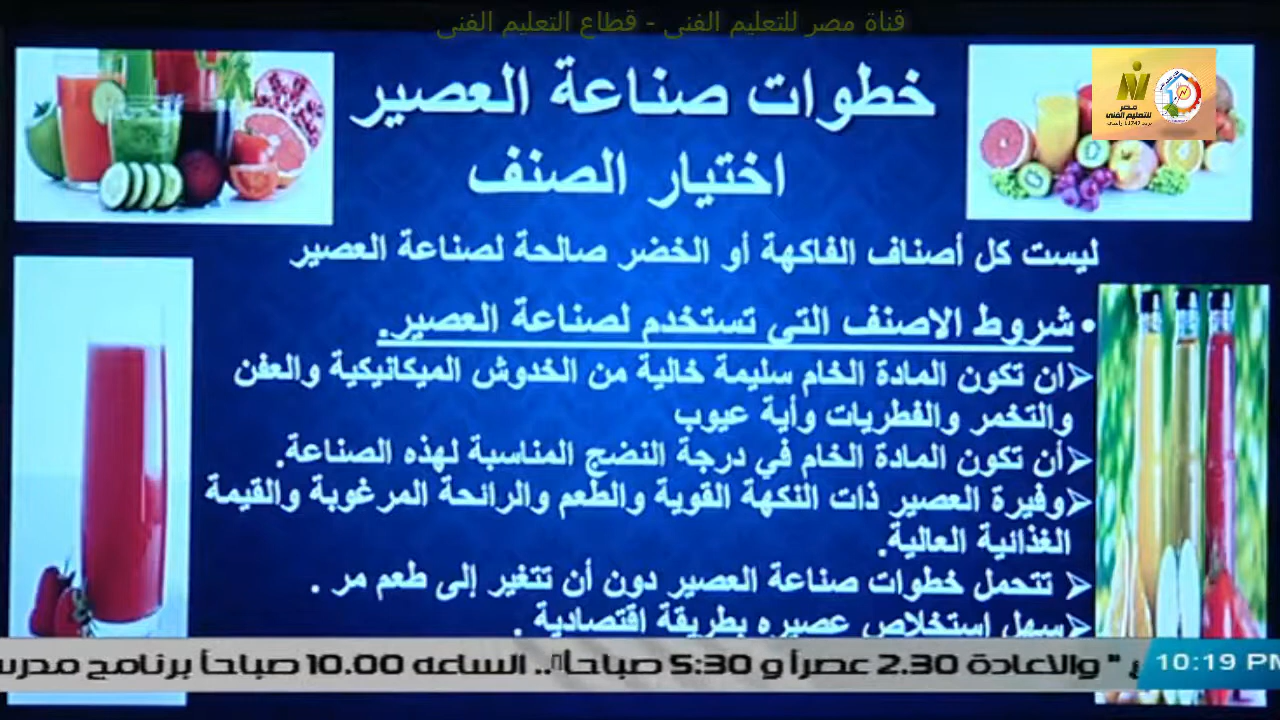 قناة مصر للتعليم الفنى - قطاع التعليم الفنى
خطوات صناعة العصير
اختيار الصنف
مصر
للتعليم الفنى
ليست كل أصناف الفاكهة أو الخضر صالحة لصناعة العصير
•شروط الاصنف التى تستخدم لصناعة العصير.
➢ان تكون المادة الخام سليمة خالية من الخدوش الميكانيكية والعفن
والتخمر والفطريات وأية عيوب
➢أن تكون المادة الخام في درجة النضج المناسبة لهذه الصناعة.
➢وفيرة العصير ذات النكهة القوية والطعم والرائحة المرغوبة والقيمة
الغذائية العالية.
➢ تتحمل خطوات صناعة العصير دون أن تتغير إلى طعم مر .
➢سهل استخلاص عصيره بطريقة اقتصادية .
" والاعادة 2.30 عصراً و 5:30 صباحاً".. الساعه 10.00 صباحاً برنامج
10:19 PM